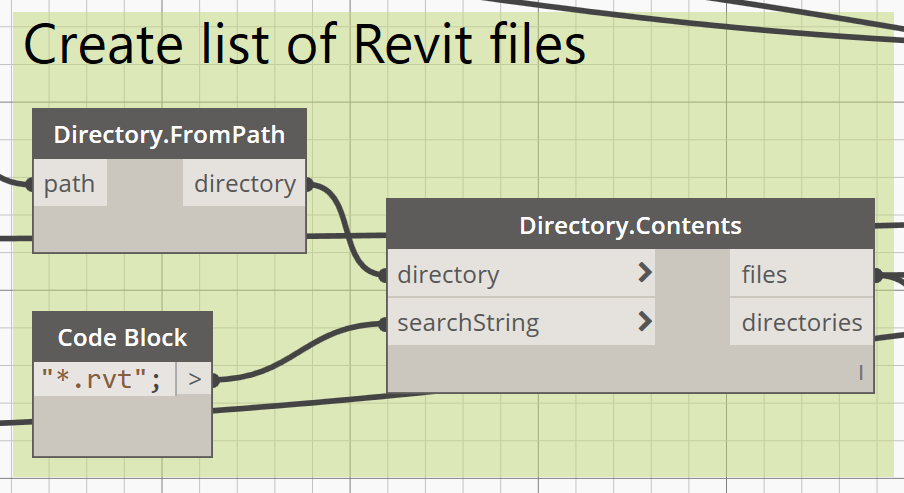 Create list of Revit files
Directory.FromPath
path directory
Directory.Contents
directory >
files
searchString >
directories
l
Code Block
"*.rvt"; >